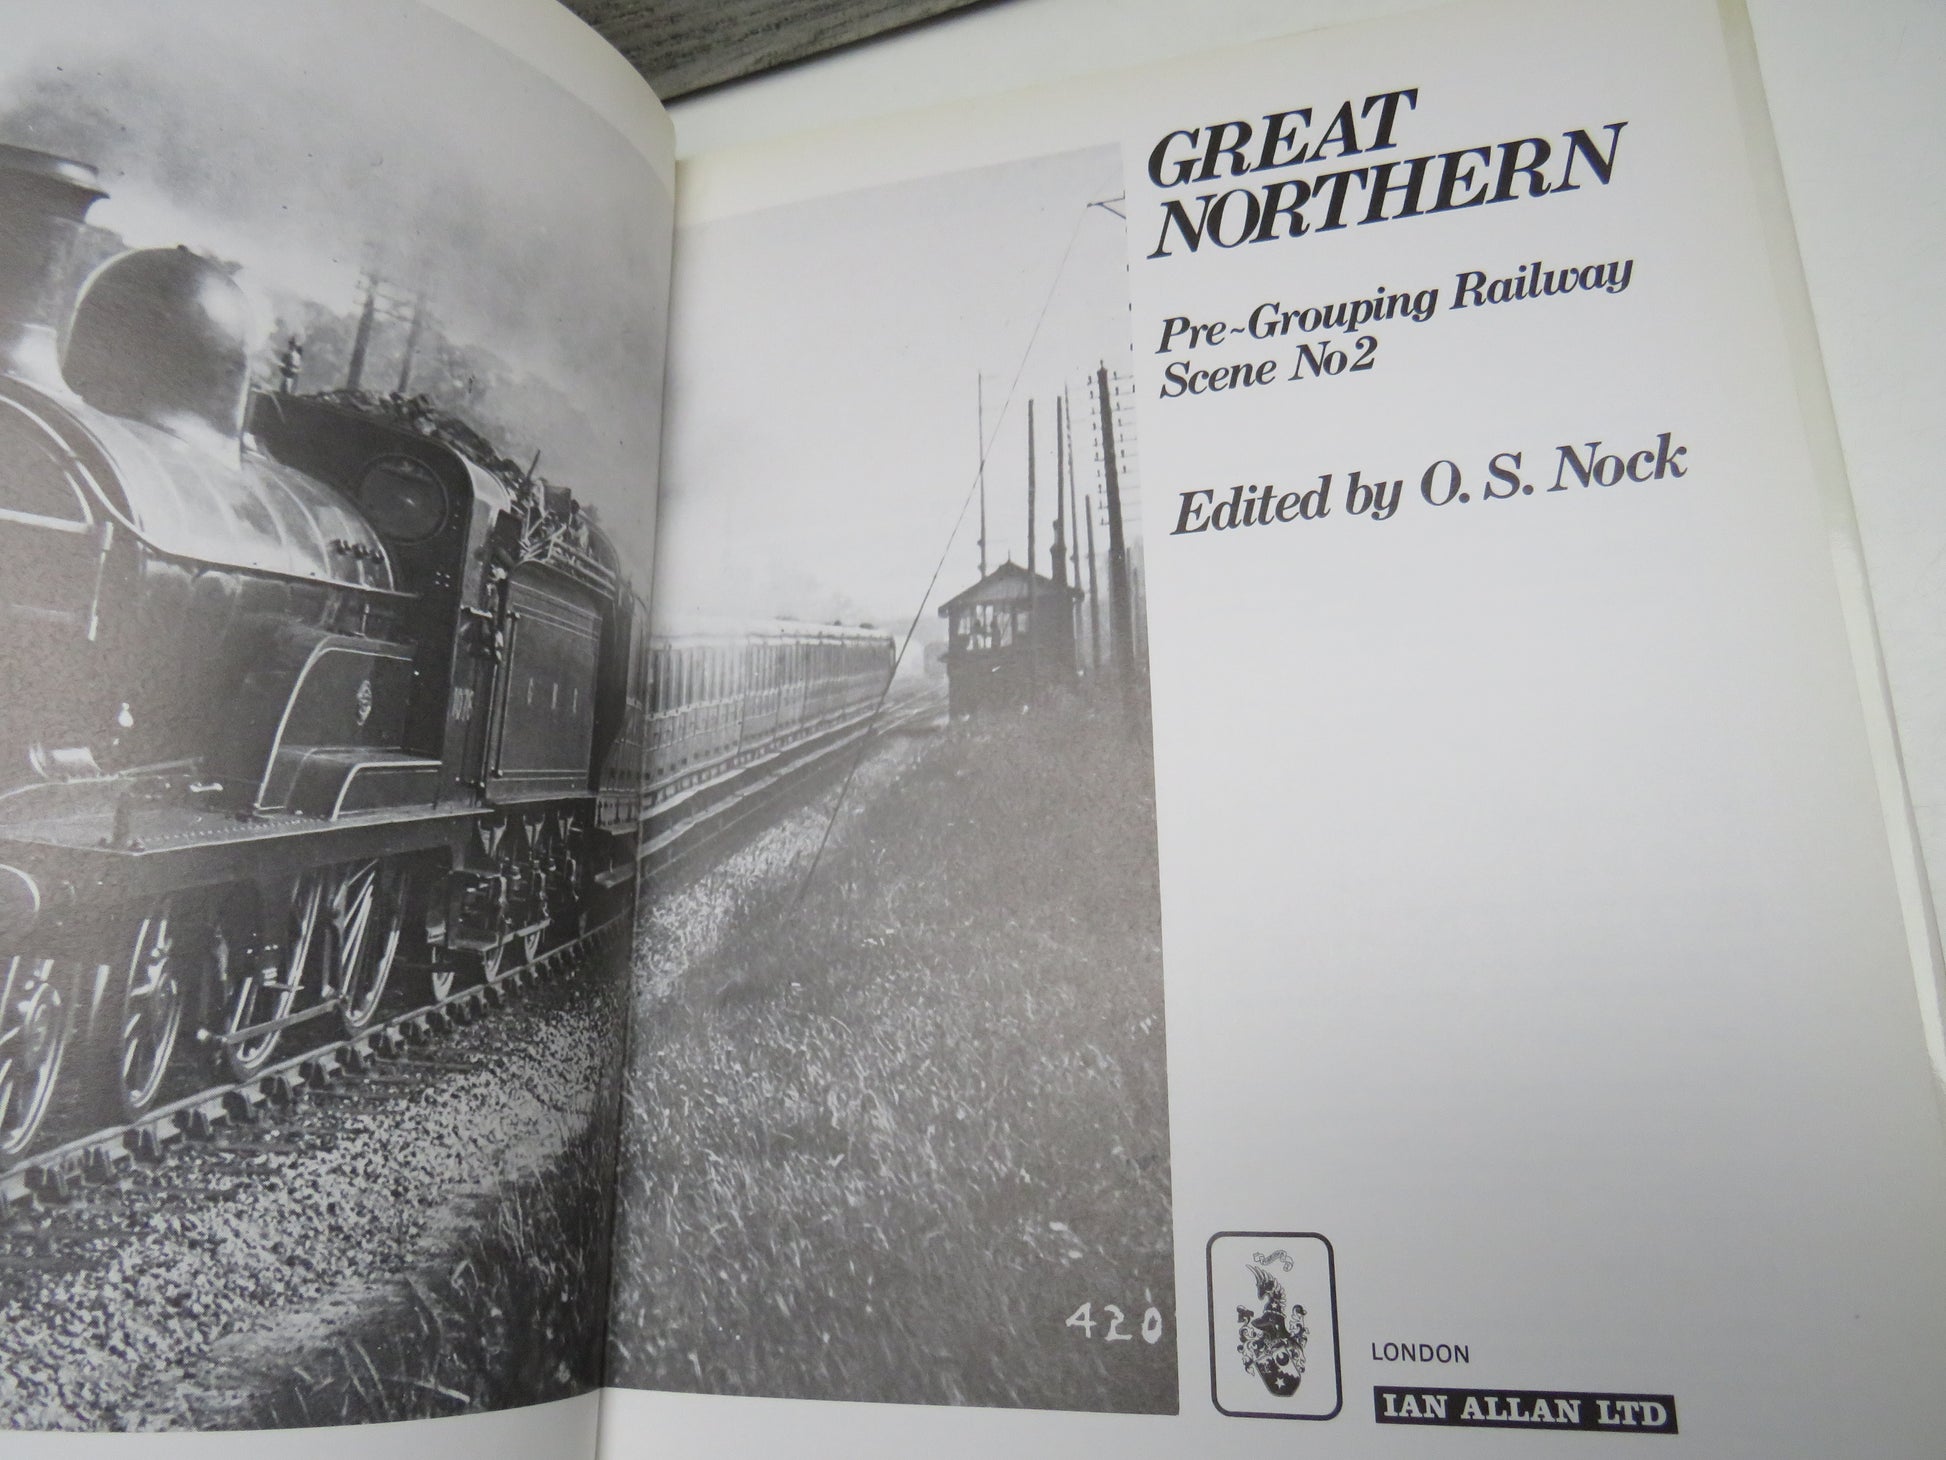 GREAT
NORTHERN
Pre~Grouping Railway
Scene No2
Edited by O. S. Nock
420
LONDON
IAN ALLAN LTD